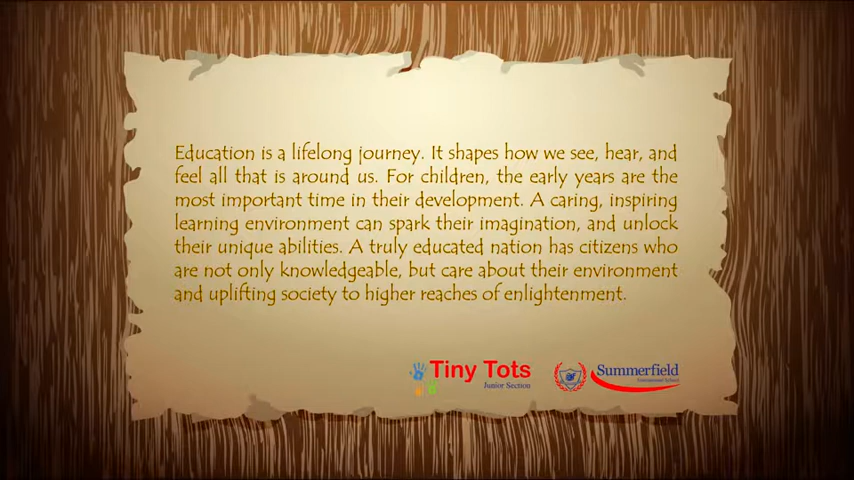 Education is a lifelong journey. It shapes how we see, hear, and
feel all that is around us. For children, the early years are the
most important time in their development. A caring, inspiring
learning environment can spark their imagination, and unlock
their unique abilities. A truly educated nation has citizens who
are not only knowledgeable, but care about their environment
and uplifting society to higher reaches of enlightenment.
Tiny Tots
Junior Section
Summerfield
International School